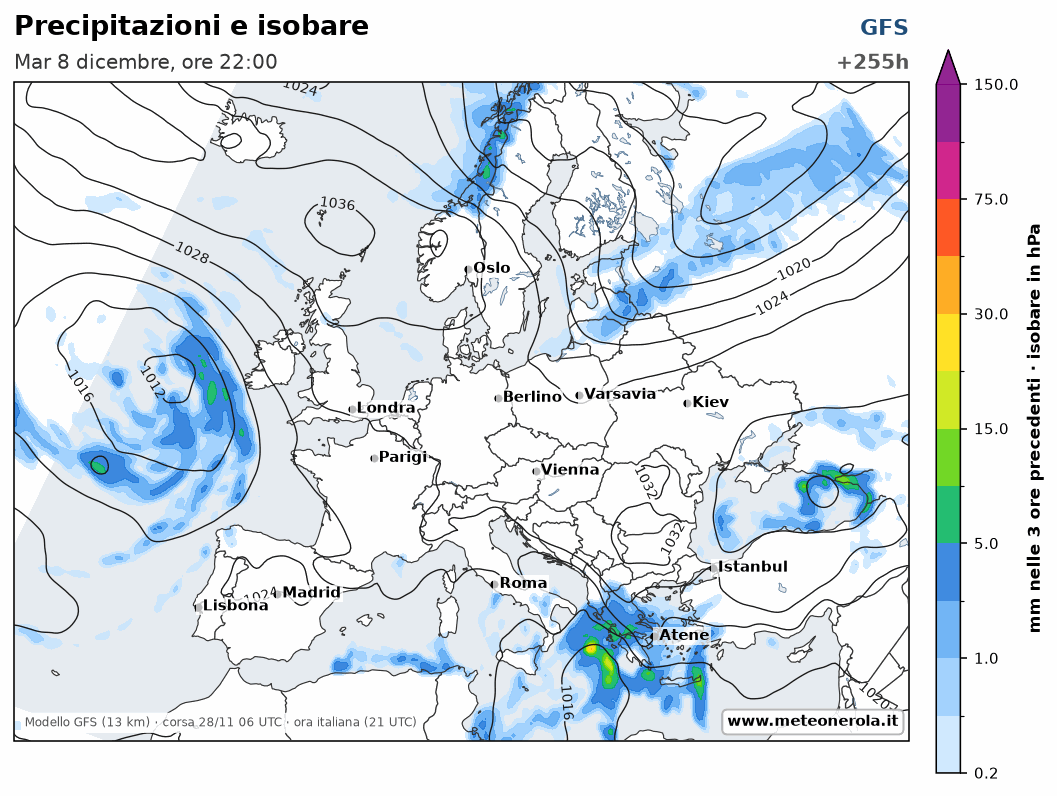 Precipitazioni e isobare
GFS
Mar 8 dicembre, ore 22:00
+255h
1024
1036
1028
1020
1024
1016
1012
1032
1032
1024
1016
1020
Oslo
Londra
Berlino
Varsavia
Kiev
Parigi
Vienna
Istanbul
Roma
Madrid
Lisbona
Atene
Modello GFS (13 km) · corsa 28/11 06 UTC · ora italiana (21 UTC)
www.meteonerola.it
150.0
75.0
30.0
15.0
5.0
1.0
0.2
mm nelle 3 ore precedenti · isobare in hPa